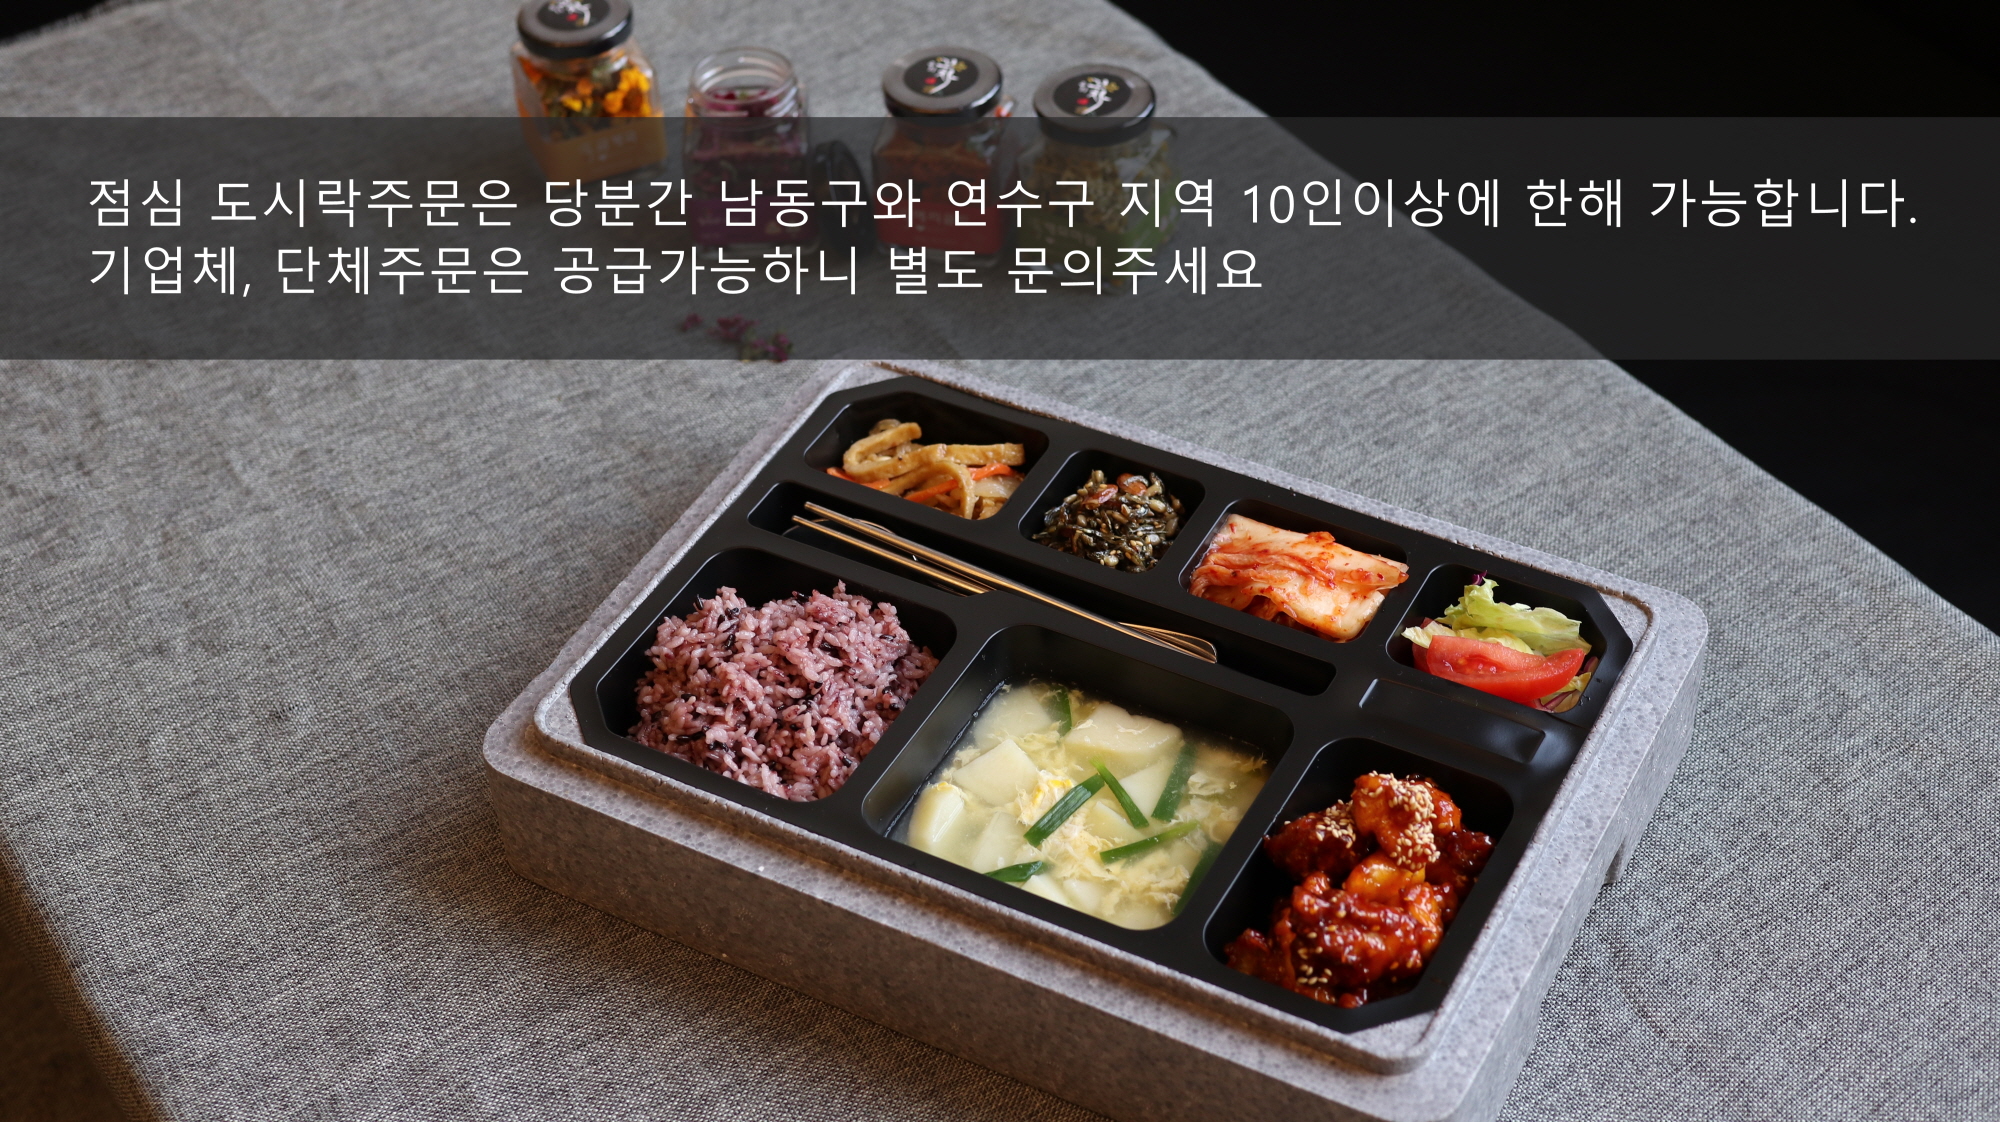 점심 도시락주문은 당분간 남동구와 연수구 지역 10인이상에 한해 가능합니다.
기업체, 단체주문은 공급가능하니 별도 문의주세요